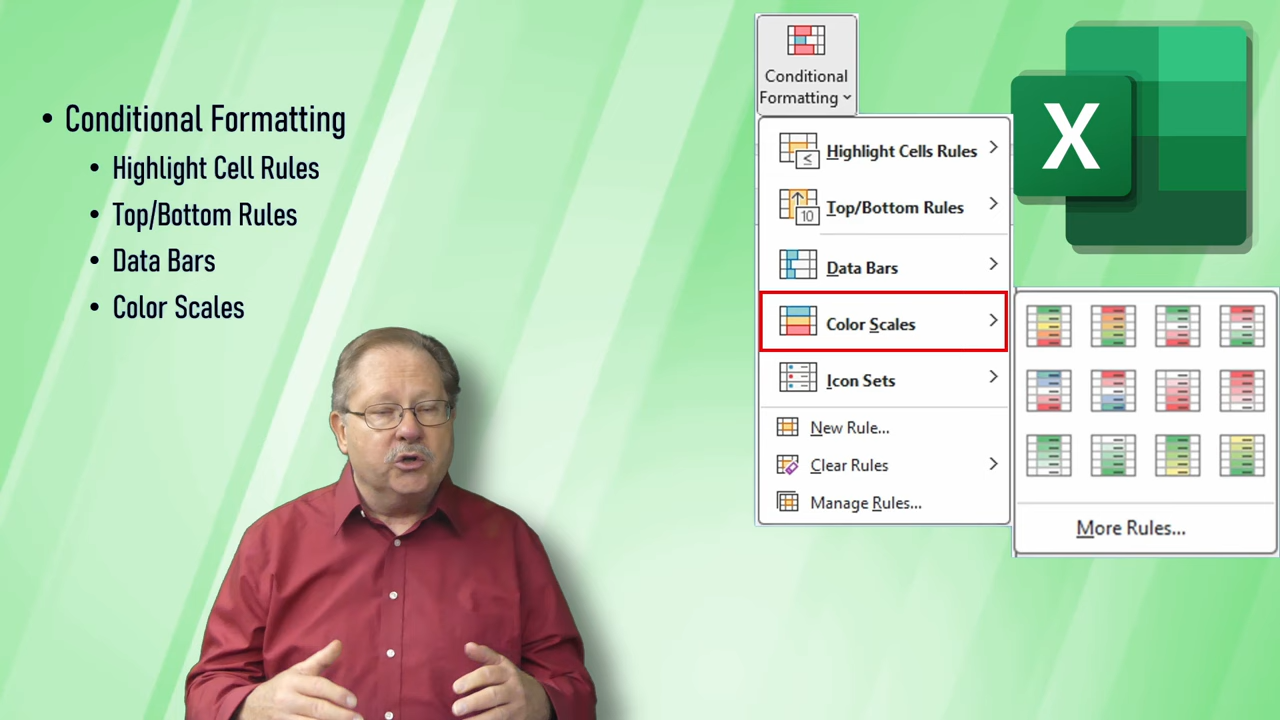 • Conditional Formatting
• Highlight Cell Rules
• Top/Bottom Rules
• Data Bars
• Color Scales
Conditional
Formatting
Highlight Cells Rules
10
Top/Bottom Rules
Data Bars
Color Scales
Icon Sets
New Rule...
Clear Rules
Manage Rules...
X
More Rules...